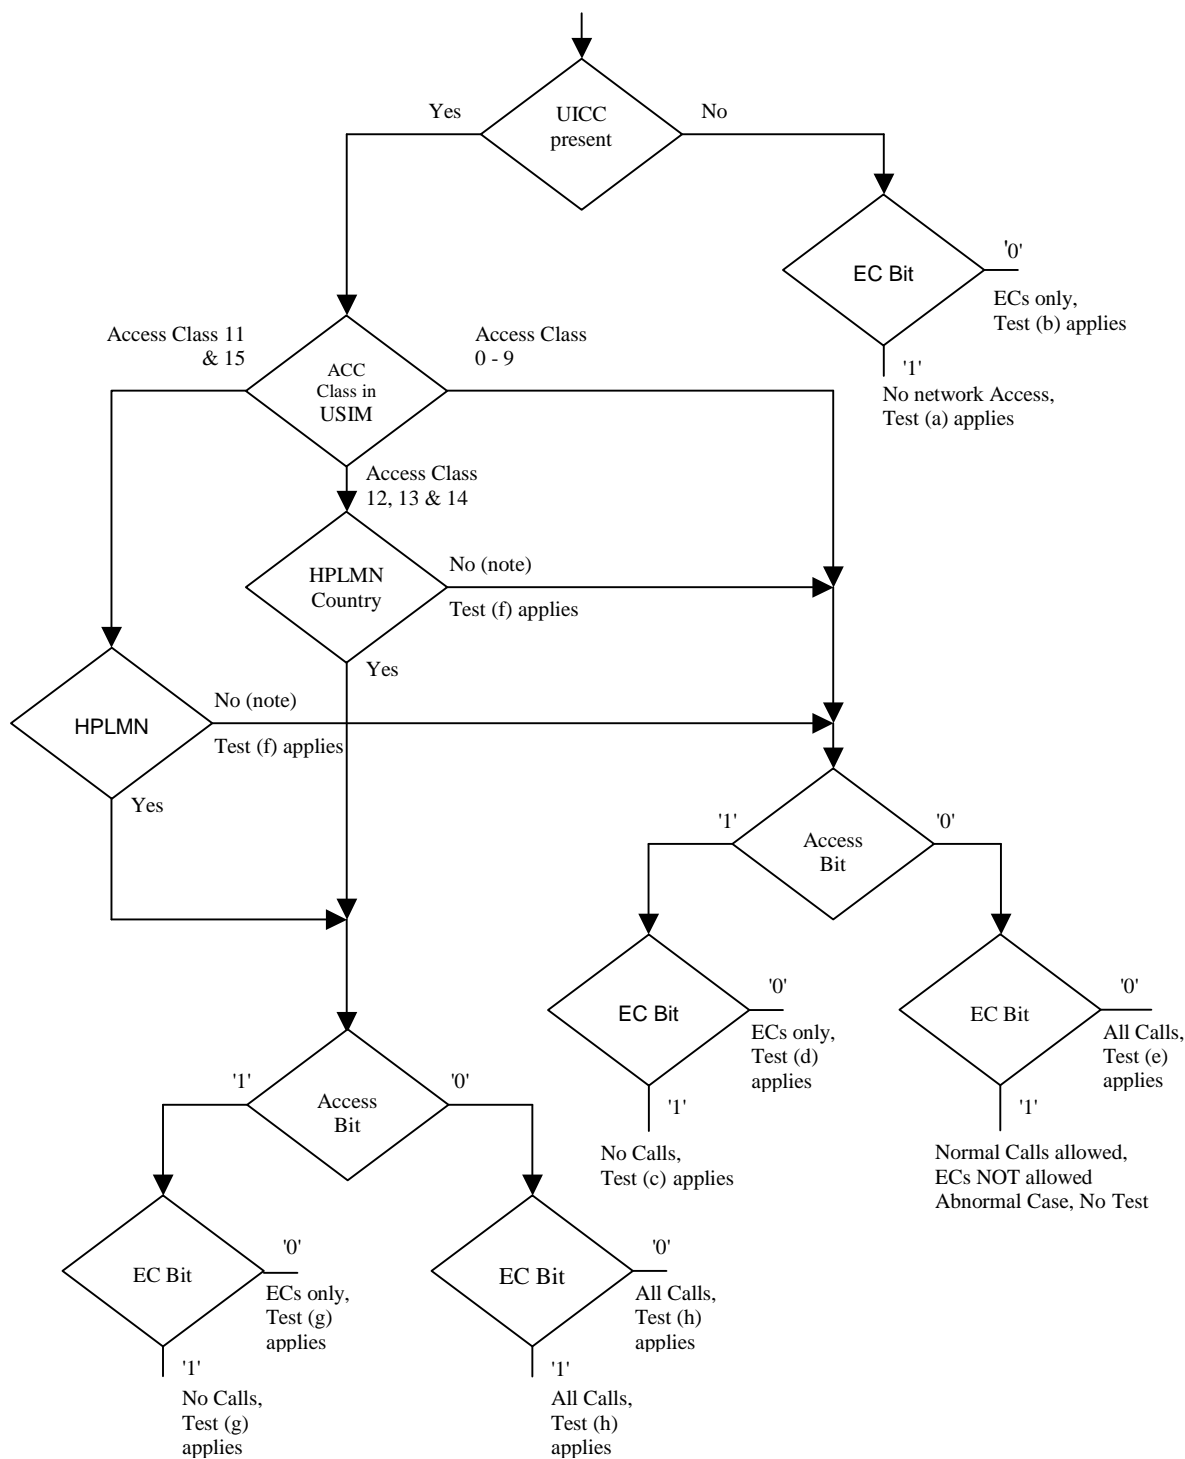 UICC
present
Yes
No
EC Bit
'0'
ECs only,
Test (b) applies
'1'
No network Access,
Test (a) applies
Access Class 11
& 15
Access Class
0 - 9
ACC
Class in
USIM
Access Class
12, 13 & 14
HPLMN
Country
No (note)
Test (f) applies
Yes
HPLMN
No (note)
Test (f) applies
Yes
Access
Bit
'1'
'0'
EC Bit
'0'
ECs only,
Test (d)
applies
'1'
No Calls,
Test (c) applies
EC Bit
'0'
All Calls,
Test (e)
applies
'1'
Normal Calls allowed,
ECs NOT allowed
Abnormal Case, No Test
Access
Bit
'1'
'0'
EC Bit
'0'
ECs only,
Test (g)
applies
'1'
No Calls,
Test (g)
applies
EC Bit
'0'
All Calls,
Test (h)
applies
'1'
All Calls,
Test (h)
applies